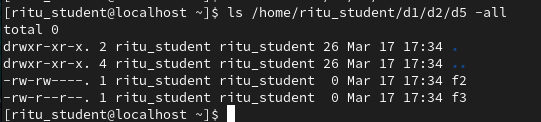 [ritu_student@localhost ~]$ ls /home/ritu_student/d1/d2/d5 -all
total 0
drwxr-xr-x. 2 ritu_student ritu_student 26 Mar 17 17:34 .
drwxr-xr-x. 4 ritu_student ritu_student 26 Mar 17 17:34 ..
-rw-rw----. 1 ritu_student ritu_student  0 Mar 17 17:34 f2
-rw-r--r--. 1 ritu_student ritu_student  0 Mar 17 17:34 f3
[ritu_student@localhost ~]$